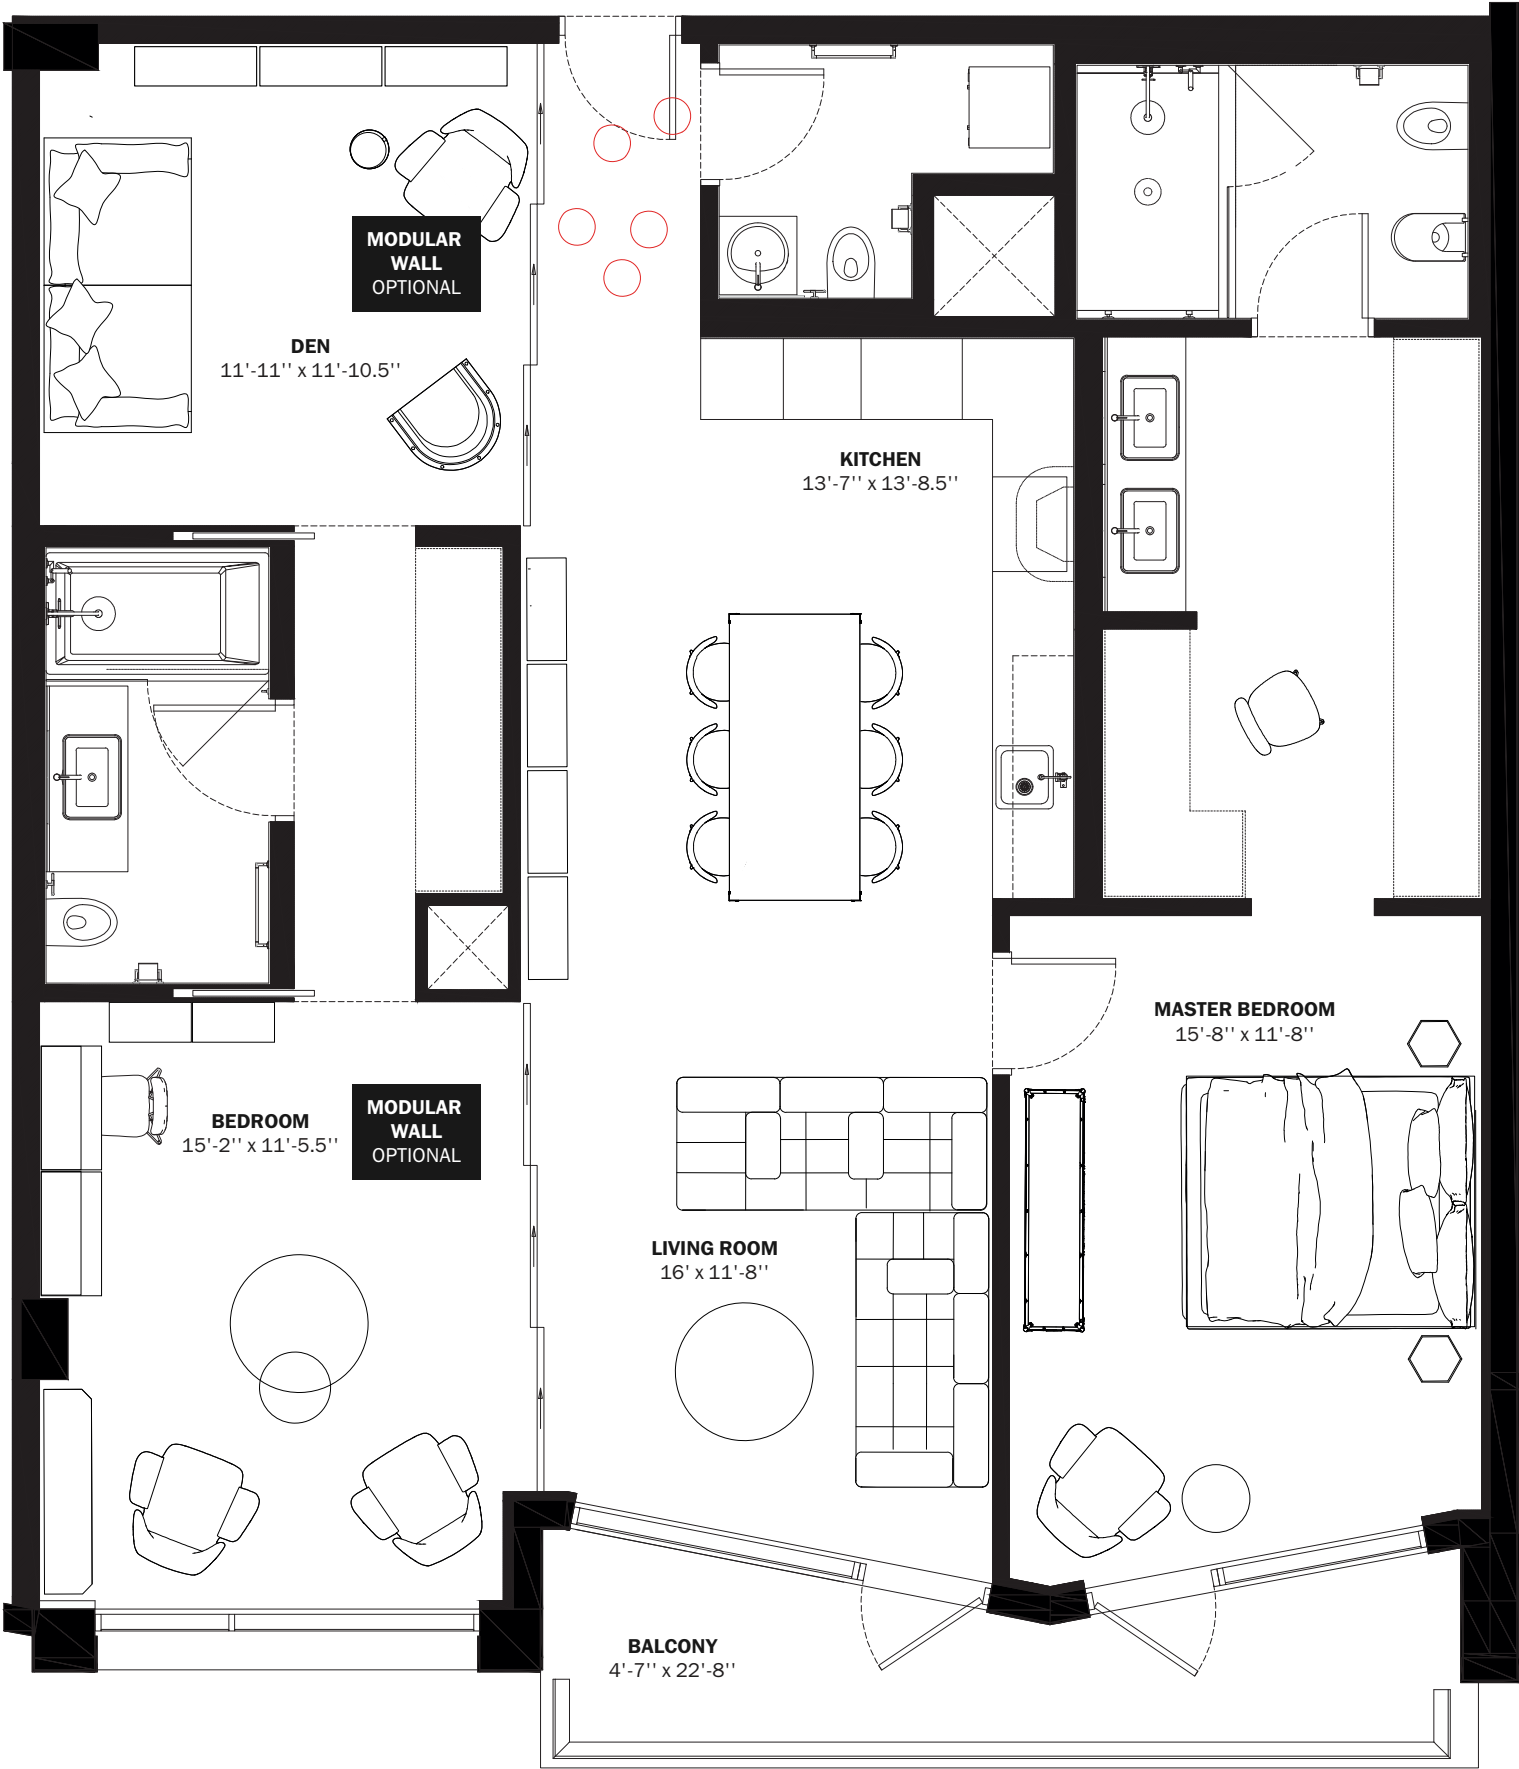 MODULAR
WALL
OPTIONAL
DEN
11'-11'' x 11'-10.5''
KITCHEN
13'-7'' x 13'-8.5''
MASTER BEDROOM
15'-8'' x 11'-8''
BEDROOM
15'-2'' x 11'-5.5''
MODULAR
WALL
OPTIONAL
LIVING ROOM
16' x 11'-8''
BALCONY
4'-7'' x 22'-8''